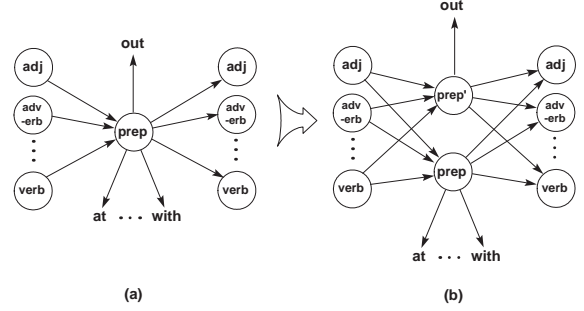 out
adj
adj
adv
-erb
adv
-erb
prep
verb
verb
at ... with
(a)
out
adj
adj
prep'
adv
-erb
adv
-erb
prep
verb
verb
at ... with
(b)